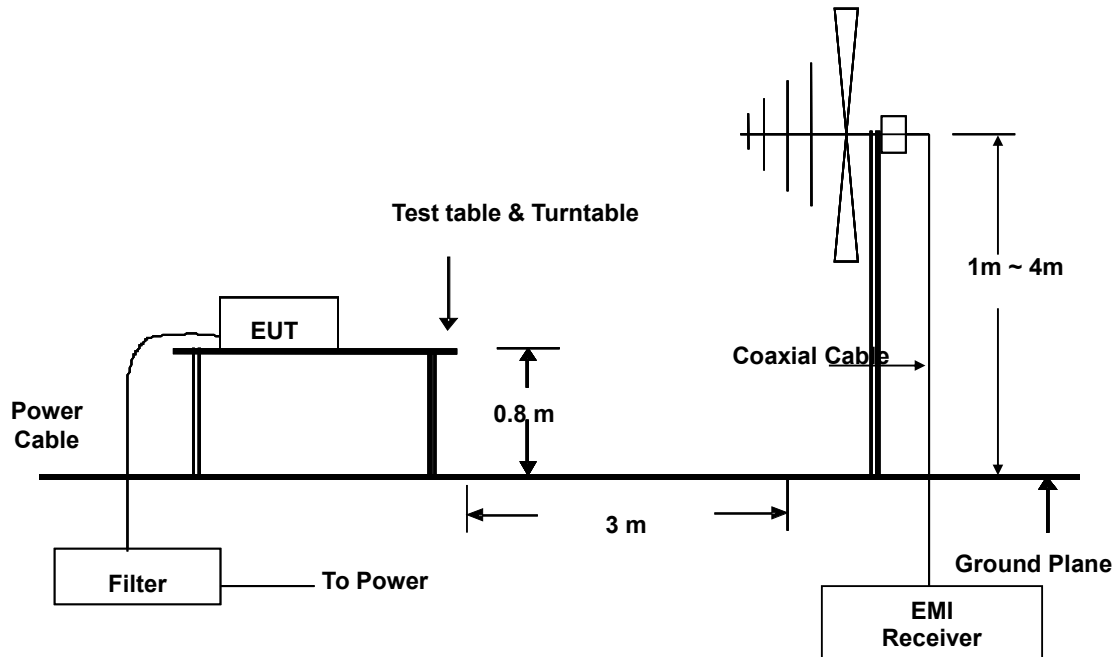 Test table & Turntable
1m ~ 4m
EUT
Coaxial Cable
0.8 m
Power
Cable
3 m
Ground Plane
Filter
To Power
EMI
Receiver